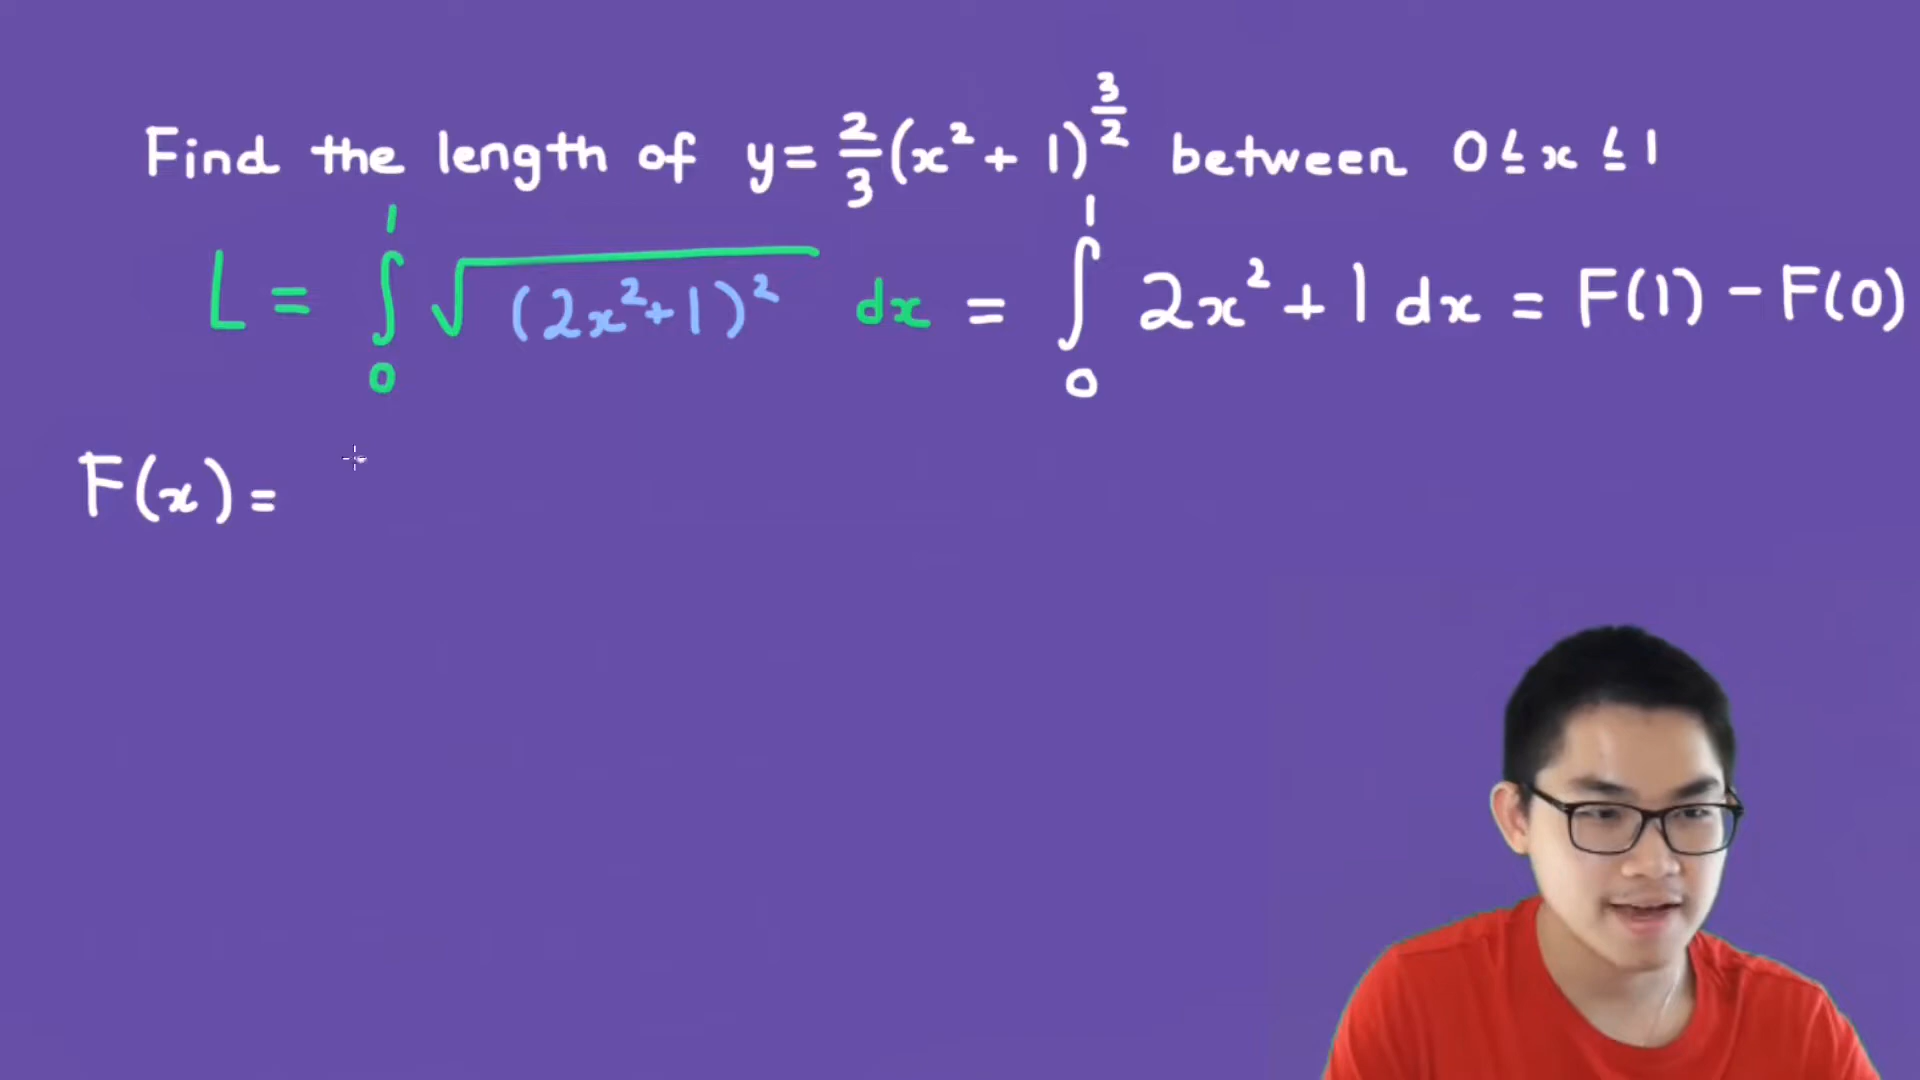 Find the length of y = 2/3 (x² + 1)^(3/2) between 0 ≤ x ≤ 1
L = ∫₀¹ √((2x²+1)²) dx = ∫₀¹ 2x² + 1 dx = F(1) - F(0)
F(x) =